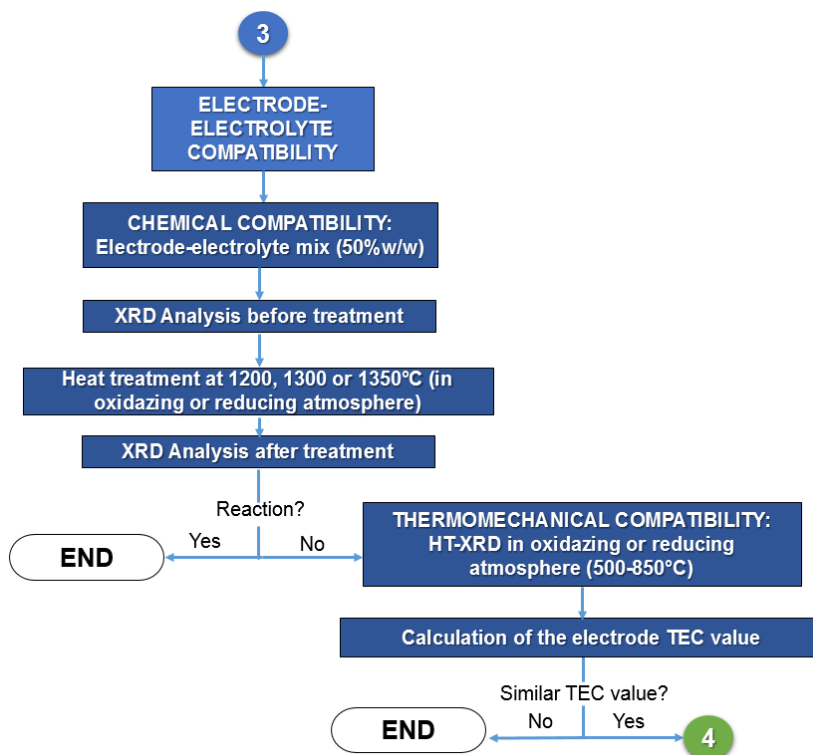 3
ELECTRODE-
ELECTROLYTE
COMPATIBILITY
CHEMICAL COMPATIBILITY:
Electrode-electrolyte mix (50%w/w)
XRD Analysis before treatment
Heat treatment at 1200, 1300 or 1350°C (in
oxidazing or reducing atmosphere)
XRD Analysis after treatment
Reaction?
Yes
No
END
THERMOMECHANICAL COMPATIBILITY:
HT-XRD in oxidazing or reducing
atmosphere (500-850°C)
Calculation of the electrode TEC value
Similar TEC value?
No
Yes
END
4